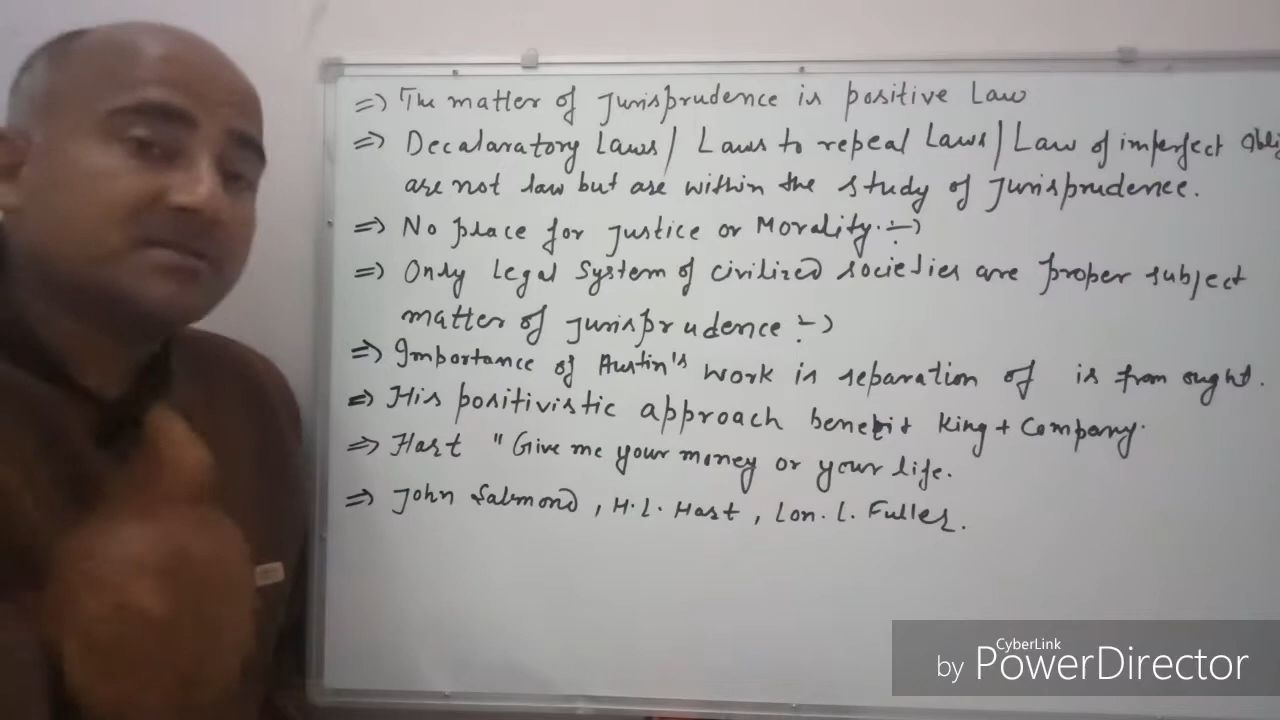 => The matter of Jurisprudence is positive Law
=> Decalaratory Laws / Laws to repeal Laws / Law of imperfect Obli
are not law but are within the study of Jurisprudence.
=> No place for Justice or Morality :-)
=> Only Legal System of civilized societies are proper subject
matter of Jurisprudence :-)
=> Importance of Austin's work is separation of is from ought.
=> His positivistic approach benefit King + Company.
=> Hart "Give me your money or your life.
=> John Salmond, H.L. Hart, Lon. L. Fuller.
CyberLink
by PowerDirector